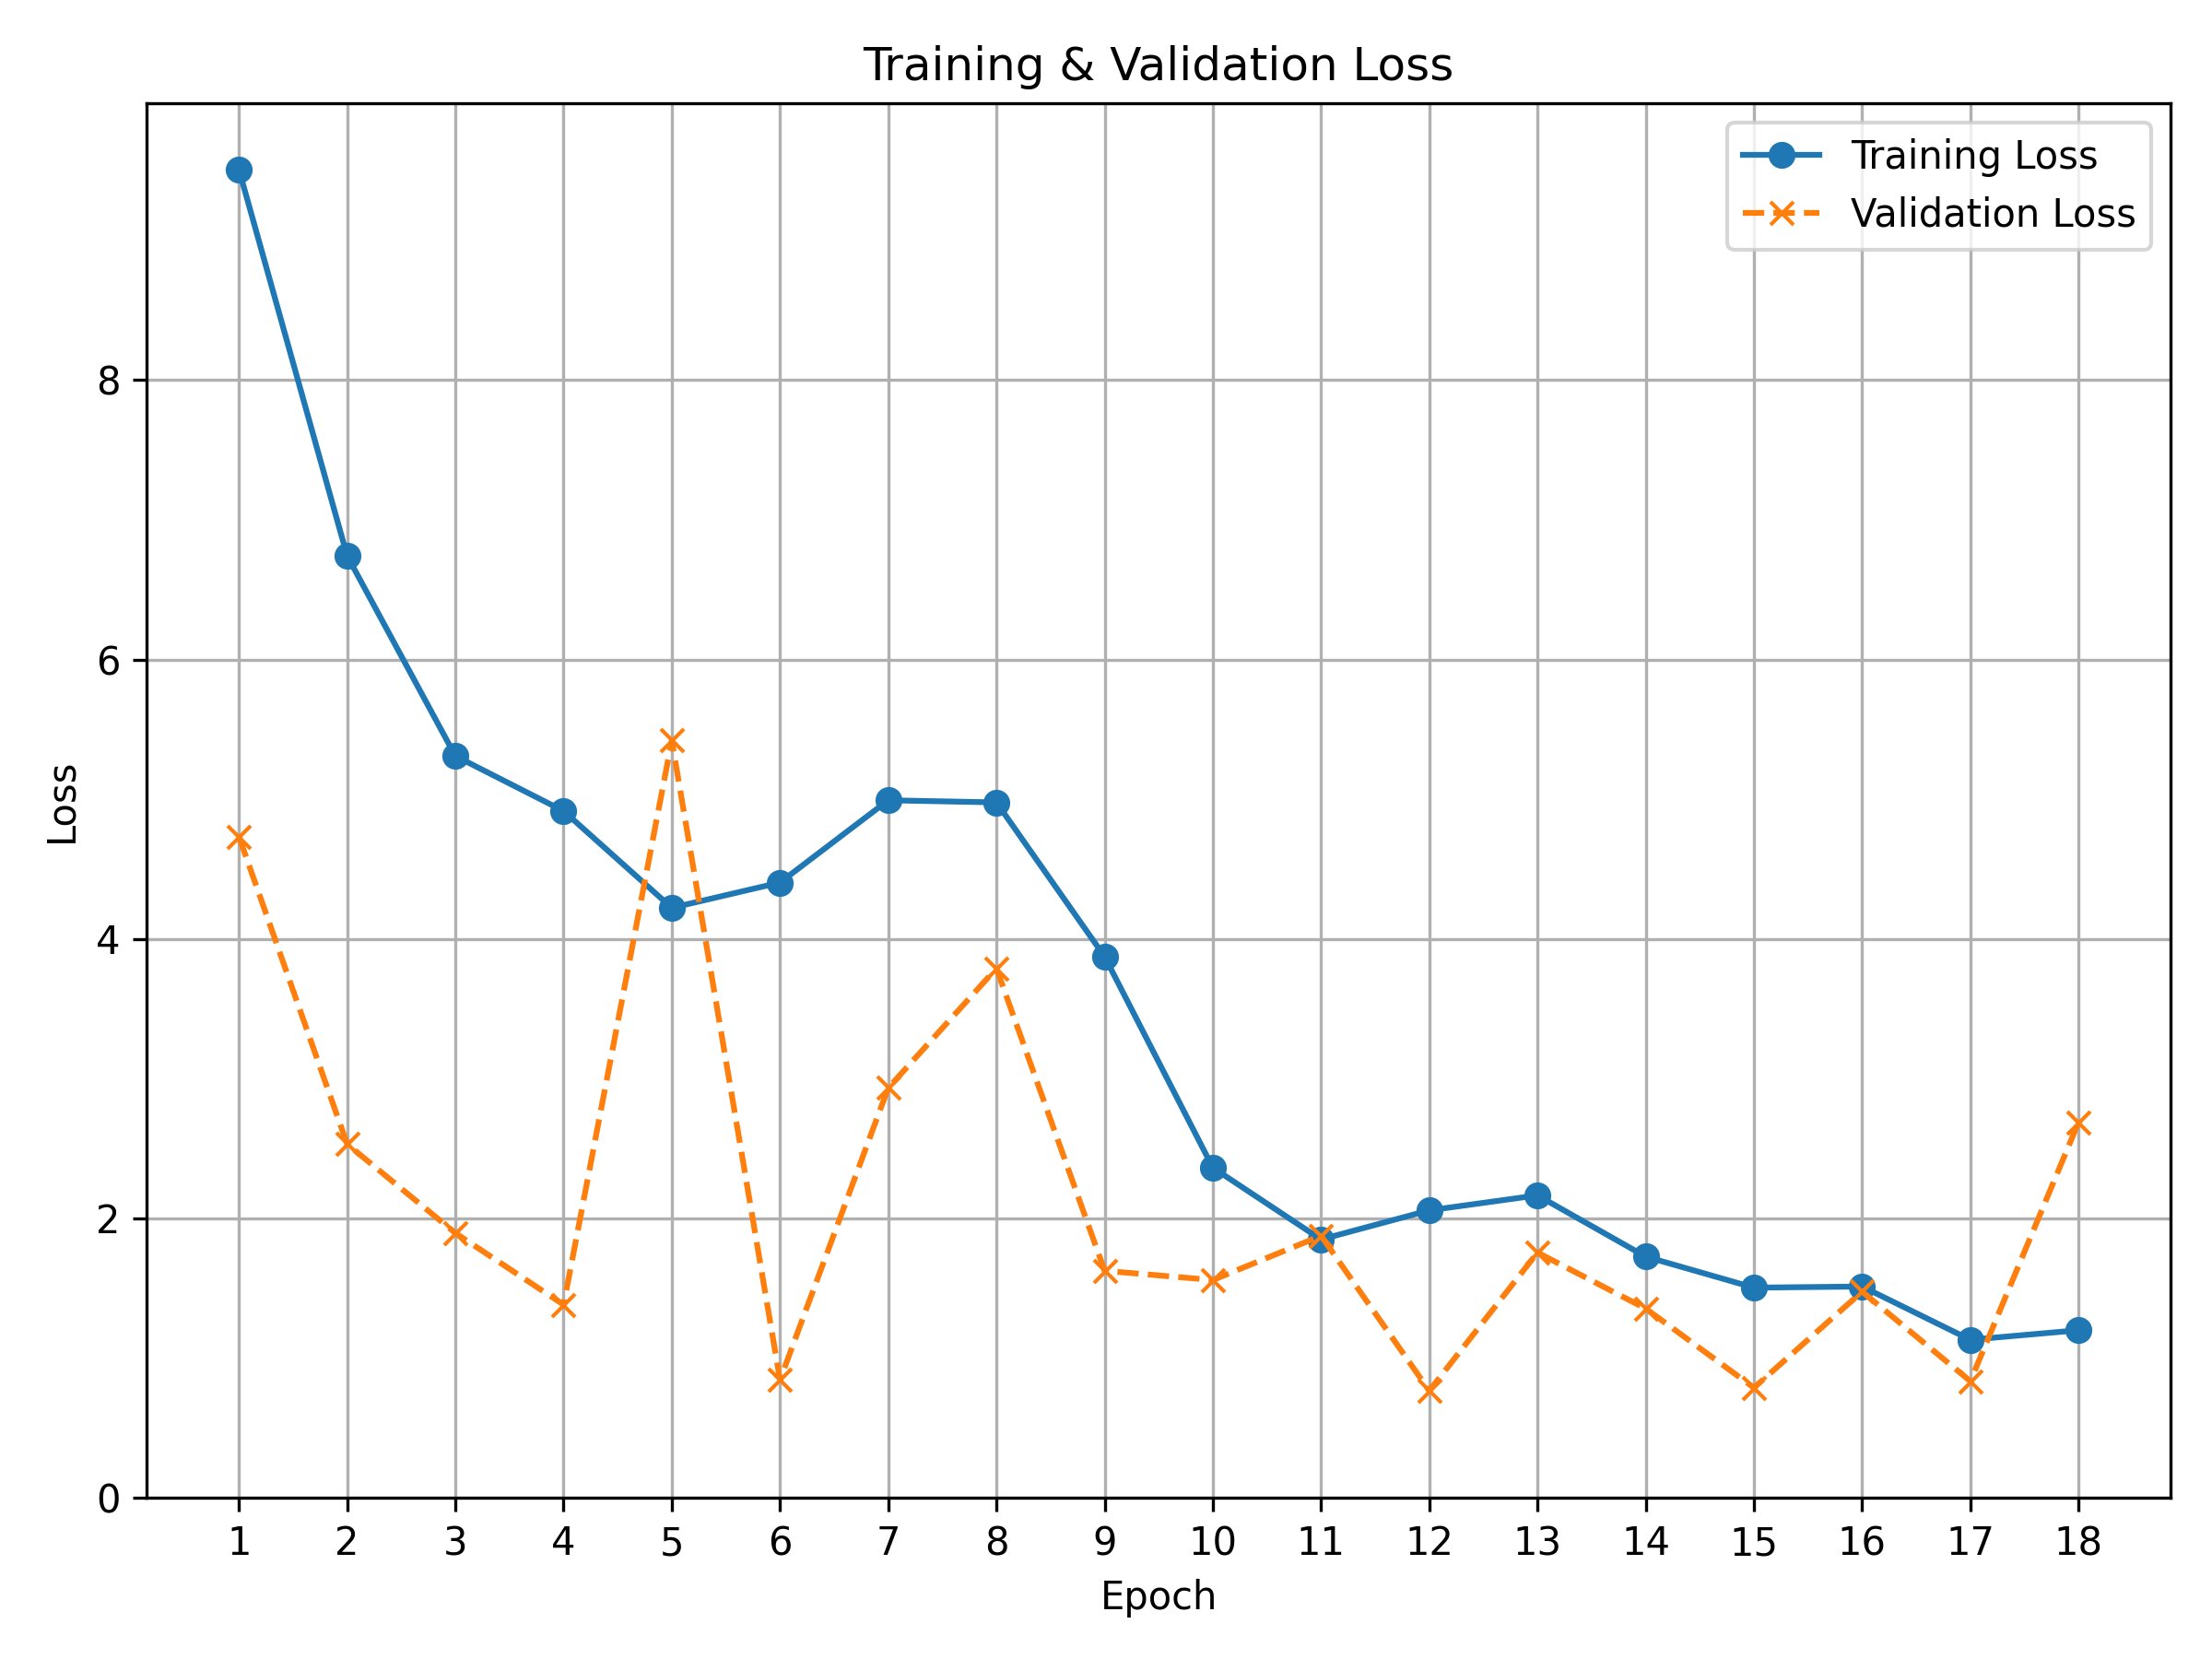 Training & Validation Loss
Training Loss
Validation Loss
8
6
4
2
0
Loss
1 2 3 4 5 6 7 8 9 10 11 12 13 14 15 16 17 18
Epoch